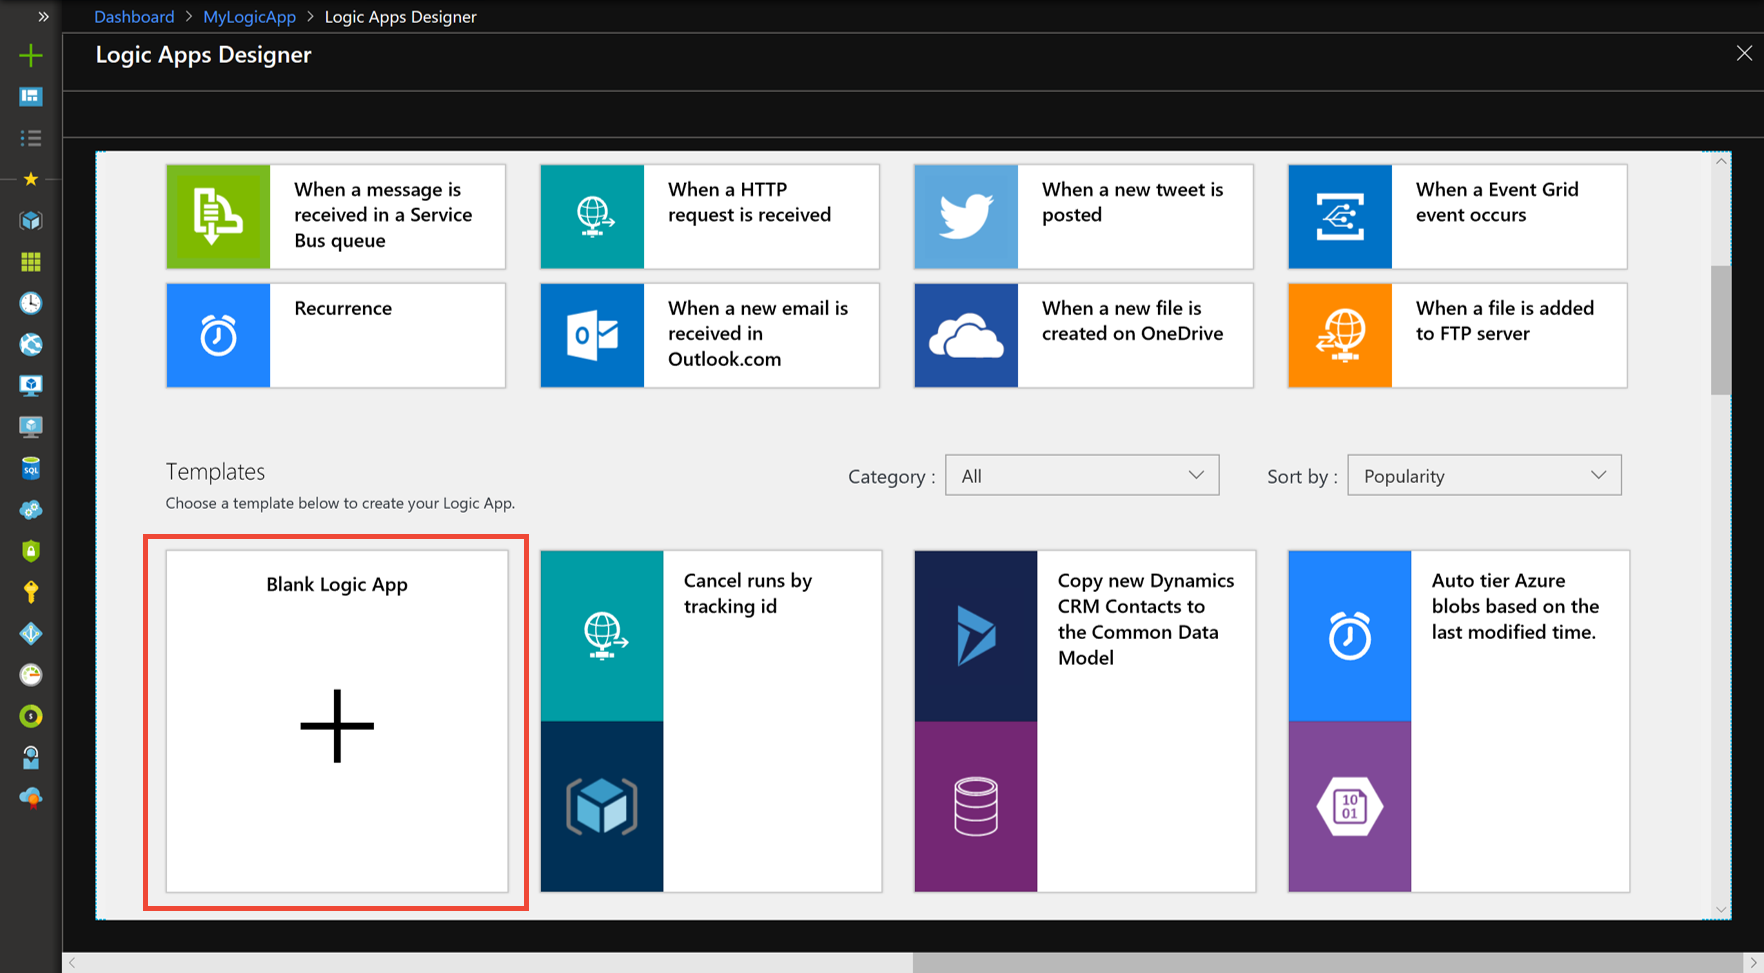 Dashboard > MyLogicApp > Logic Apps Designer
Logic Apps Designer
When a message is
received in a Service
Bus queue
When a HTTP
request is received
When a new tweet is
posted
When a Event Grid
event occurs
Recurrence
When a new email is
received in
Outlook.com
When a new file is
created on OneDrive
When a file is added
to FTP server
Templates
Choose a template below to create your Logic App.
Category : All
Sort by : Popularity
Blank Logic App
Cancel runs by
tracking id
Copy new Dynamics
CRM Contacts to
the Common Data
Model
Auto tier Azure
blobs based on the
last modified time.
10
01
SQL